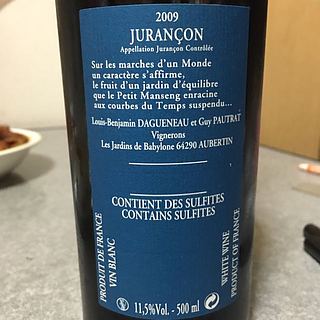 2009
JURANÇON
Appellation Jurançon Contrôlée
Sur les marches d'un Monde
un caractère s'affirme,
le fruit d'un jardin d'équilibre
que le Petit Manseng enracine
aux courbes du Temps suspendu...
Louis-Benjamin DAGUENEAU et Guy PAUTRAT
Vignerons
Les Jardins de Babylone 64290 AUBERTIN
CONTIENT DES SULFITES
CONTAINS SULFITES
PRODUIT DE FRANCE
VIN BLANC
WHITE WINE
PRODUCT OF FRANCE
11,5%Vol. - 500 ml